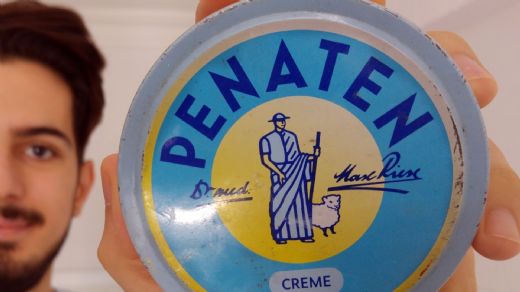 PENATEN
Dr. med.
Max Riese
CREME